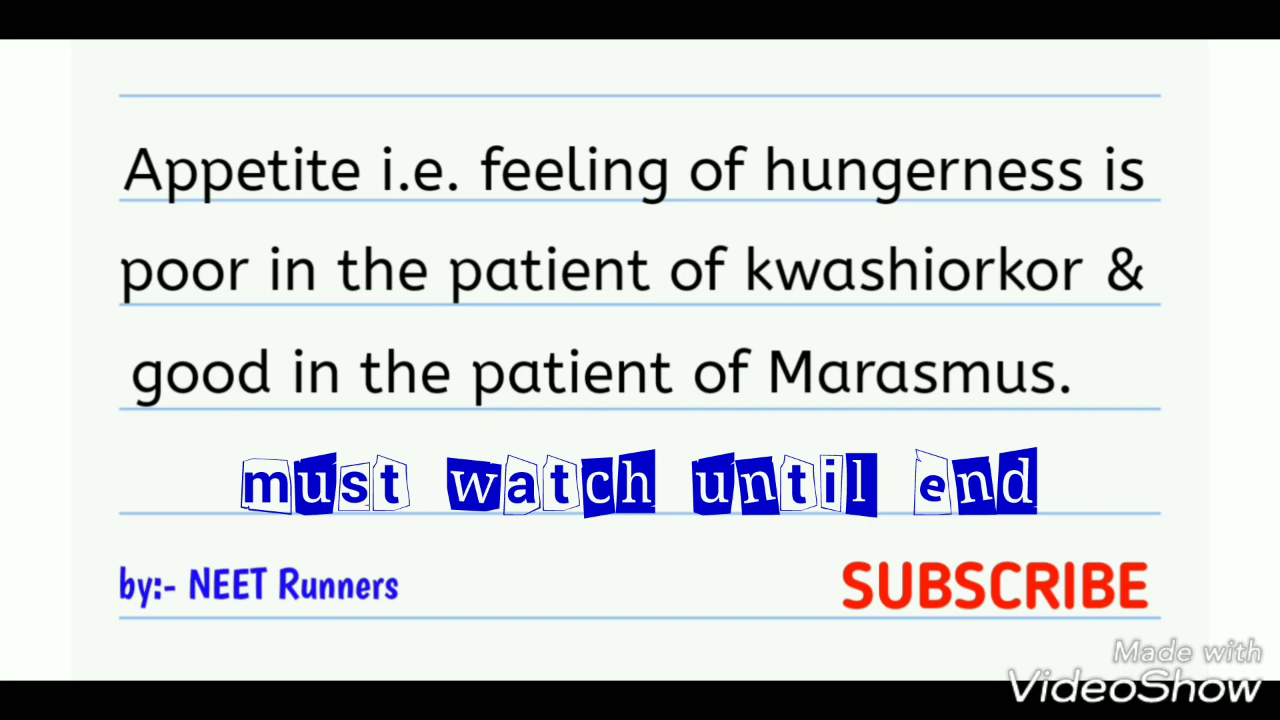 Appetite i.e. feeling of hungerness is
poor in the patient of kwashiorkor &
good in the patient of Marasmus.
must watch until end
by:- NEET Runners
SUBSCRIBE
Made with
VideoShow